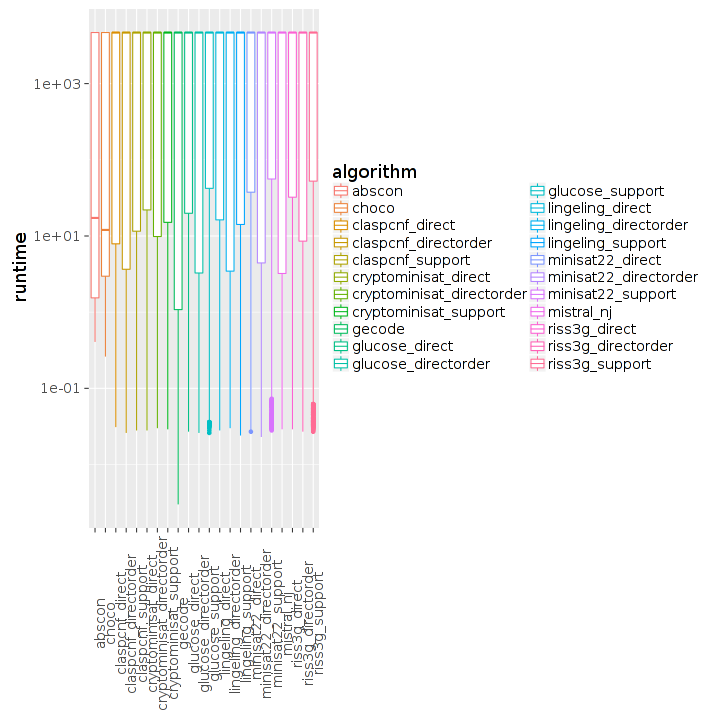 1e+03
1e+01
1e-01
runtime
algorithm
abscon
choco
claspcnf_direct
claspcnf_directorder
claspcnf_support
cryptominisat_direct
cryptominisat_directorder
cryptominisat_support
gecode
glucose_direct
glucose_directorder
glucose_support
lingeling_direct
lingeling_directorder
lingeling_support
minisat22_direct
minisat22_directorder
minisat22_support
mistral_nj
riss3g_direct
riss3g_directorder
riss3g_support
abscon
choco
claspcnf_direct
claspcnf_directorder
claspcnf_support
cryptominisat_direct
cryptominisat_directorder
cryptominisat_support
gecode
glucose_direct
glucose_directorder
glucose_support
lingeling_direct
lingeling_directorder
lingeling_support
minisat22_direct
minisat22_directorder
minisat22_support
mistral_nj
riss3g_direct
riss3g_directorder
riss3g_support